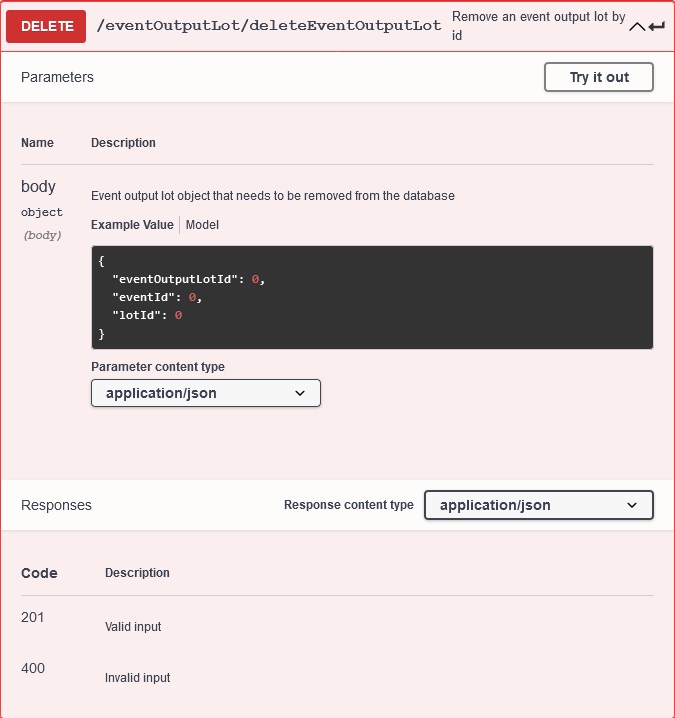 DELETE /eventOutputLot/deleteEventOutputLot Remove an event output lot by
id
Parameters Try it out
Name Description
body
object
(body)
Event output lot object that needs to be removed from the database
Example Value Model
{
"eventOutputLotId": 0,
"eventId": 0,
"lotId": 0
}
Parameter content type
application/json
Responses Response content type application/json
Code Description
201 Valid input
400 Invalid input